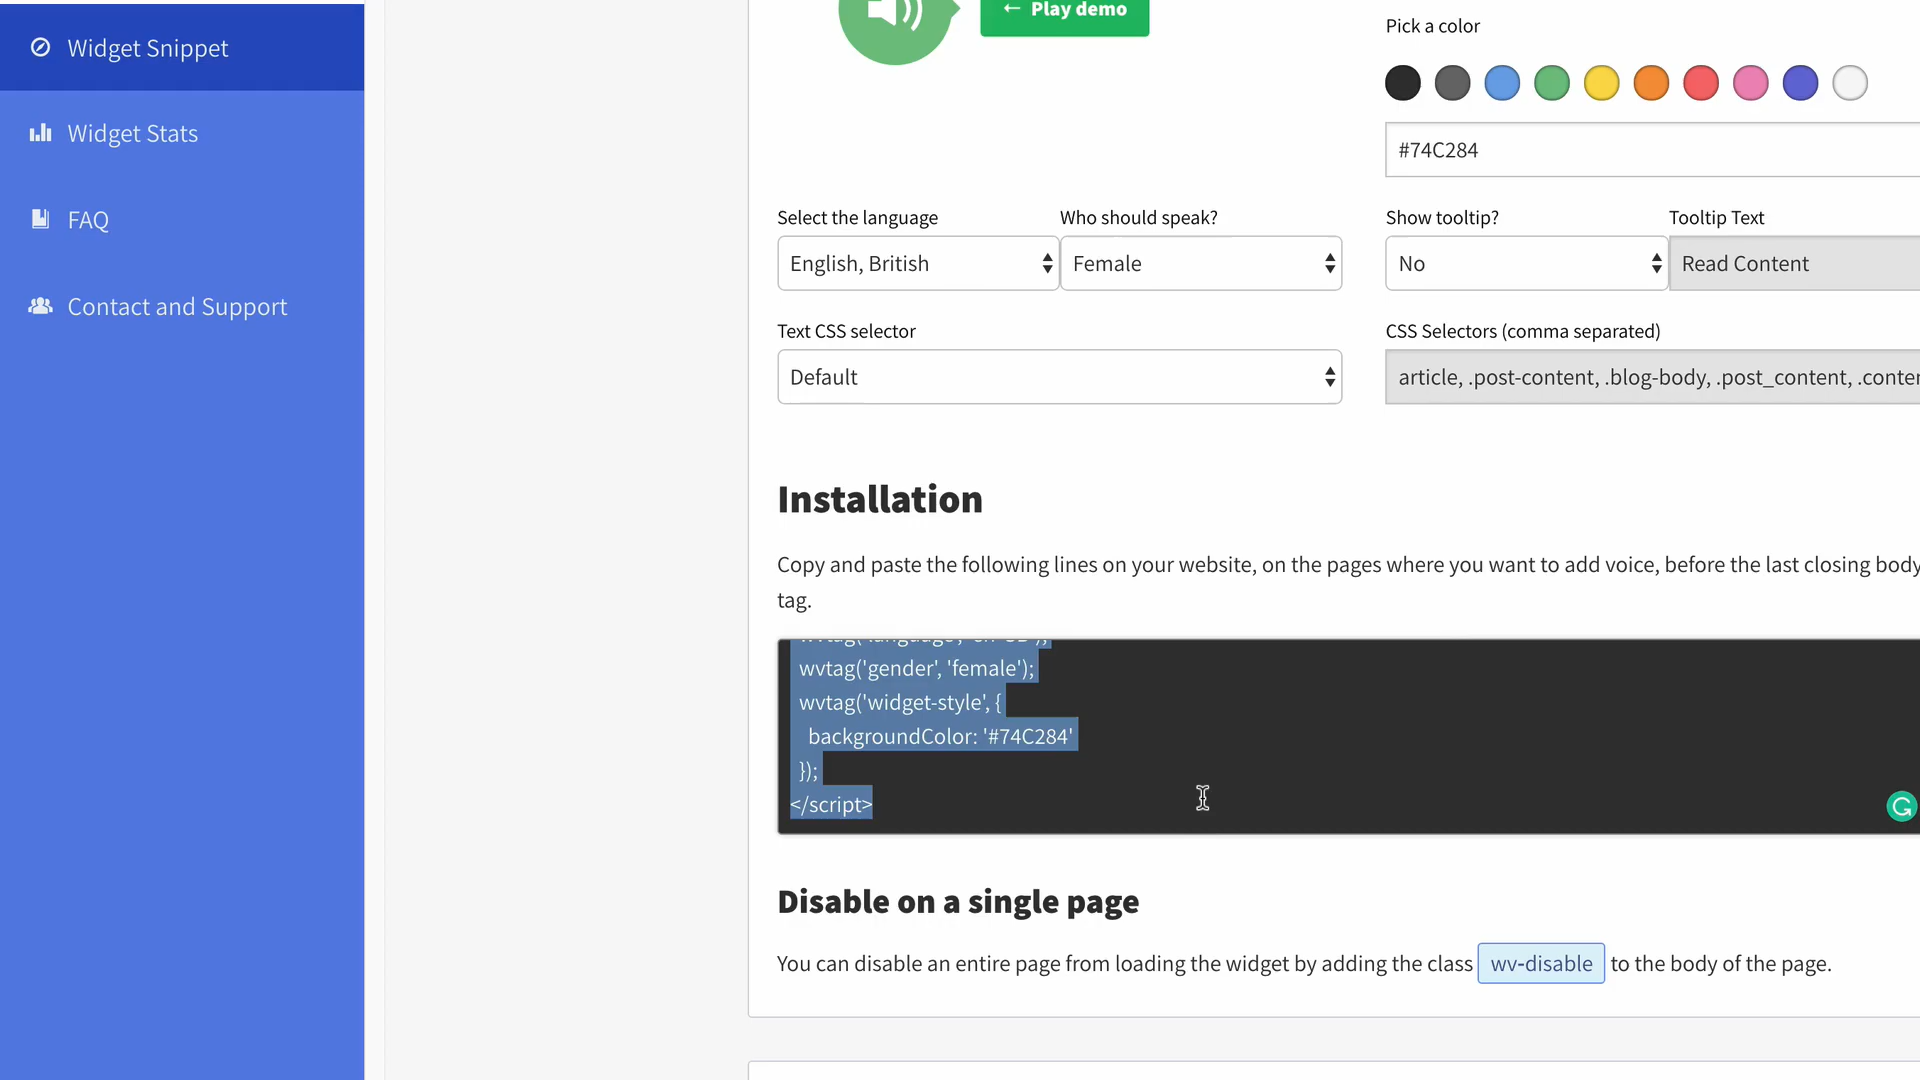 Widget Snippet
Widget Stats
FAQ
Contact and Support
← Play demo
Pick a color
#74C284
Select the language
Who should speak?
Show tooltip?
Tooltip Text
English, British
Female
No
Read Content
Text CSS selector
CSS Selectors (comma separated)
Default
article, .post-content, .blog-body, .post_content, .conter
Installation
Copy and paste the following lines on your website, on the pages where you want to add voice, before the last closing body
tag.
wvtag('gender', 'female');
wvtag('widget-style', {
backgroundColor: '#74C284'
});
</script>
Disable on a single page
You can disable an entire page from loading the widget by adding the class wv-disable to the body of the page.